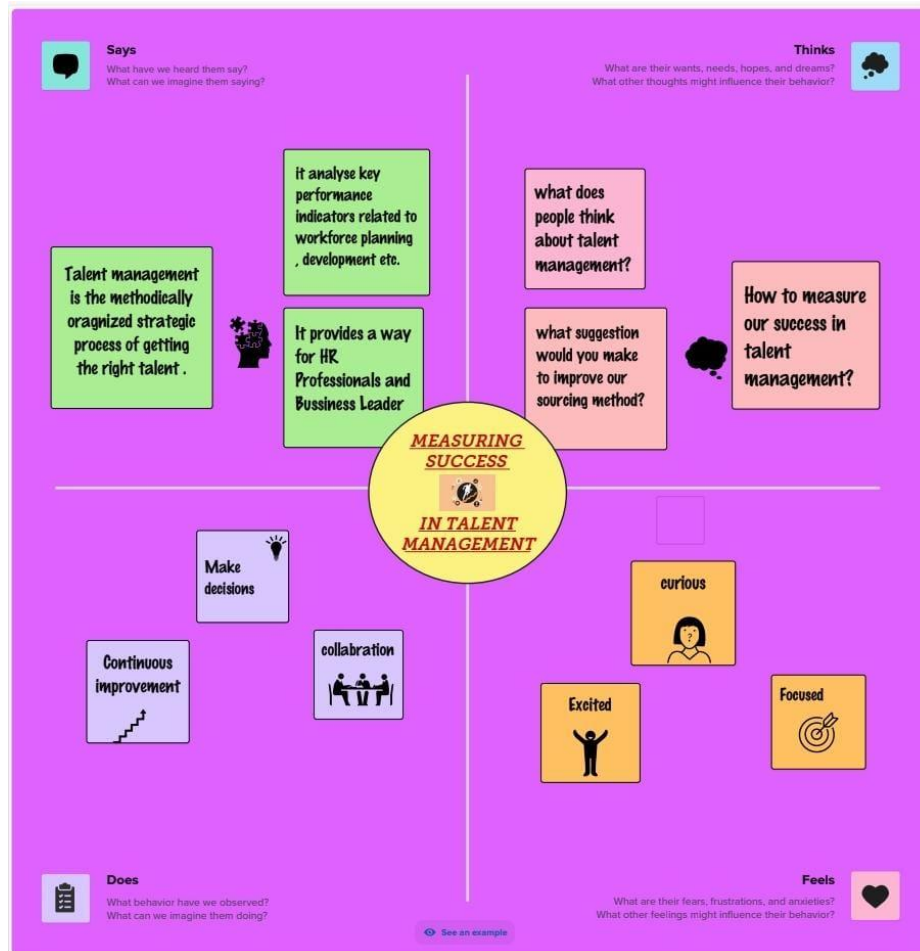 Says
What have we heard them say?
What can we imagine them saying?
Thinks
What are their wants, needs, hopes, and dreams?
What other thoughts might influence their behavior?
it analyse key
performance
indicators related to
workforce planning
, development etc.
Talent management
is the methodically
oragnized strategic
process of getting
the right talent .
It provides a way
for HR
Professionals and
Bussiness Leader
what does
people think
about talent
management?
what suggestion
would you make
to improve our
sourcing method?
How to measure
our success in
talent
management?
MEASURING
SUCCESS
IN TALENT
MANAGEMENT
Make
decisions
Continuous
improvement
collabration
curious
Excited
Focused
Does
What behavior have we observed?
What can we imagine them doing?
Feels
What are their fears, frustrations, and anxieties?
What other feelings might influence their behavior?
See an example